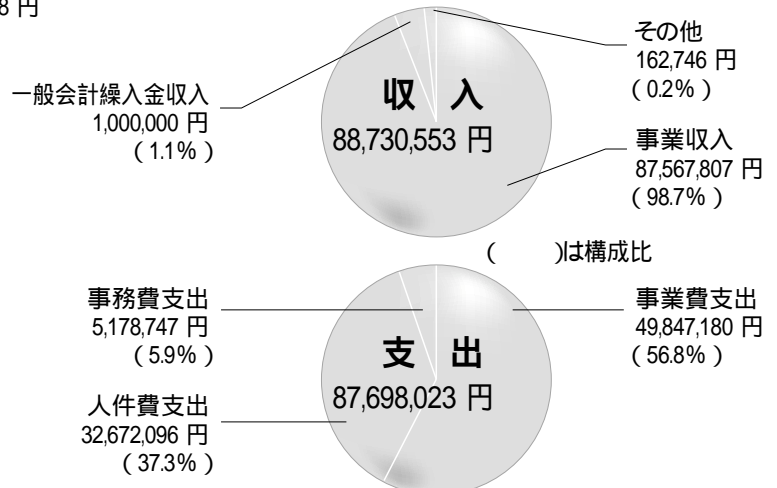 8 円
その他
162,746 円
( 0.2% )
一般会計繰入金収入
1,000,000 円
( 1.1% )
収 入
88,730,553 円
事業収入
87,567,807 円
( 98.7% )
( )は構成比
事務費支出
5,178,747 円
( 5.9% )
事業費支出
49,847,180 円
( 56.8% )
支 出
87,698,023 円
人件費支出
32,672,096 円
( 37.3% )